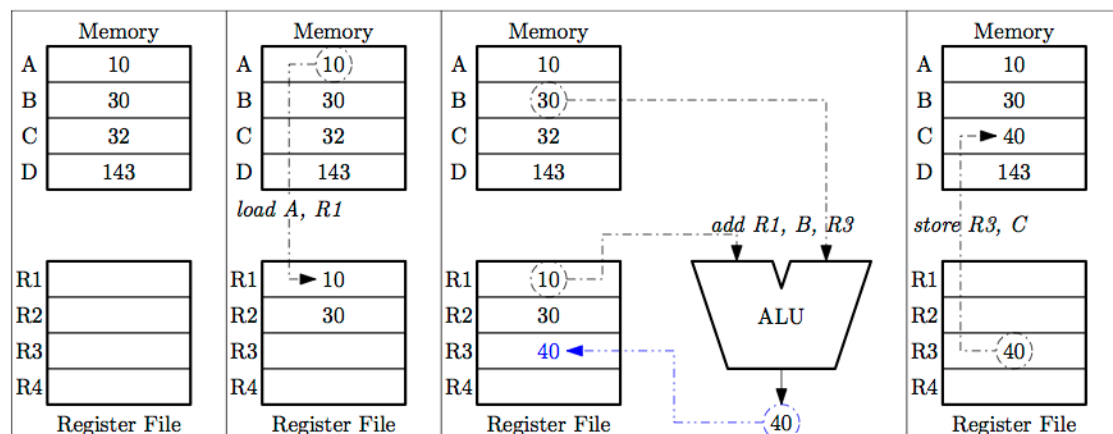 Memory
A 10
B 30
C 32
D 143
R1
R2
R3
R4
Register File
Memory
A 10
B 30
C 32
D 143
load A, R1
R1 10
R2 30
R3
R4
Register File
Memory
A 10
B 30
C 32
D 143
add R1, B, R3
R1 10
R2 30
R3 40
R4
Register File
ALU
40
Memory
A 10
B 30
C 40
D 143
store R3, C
R1
R2
R3 40
R4
Register File